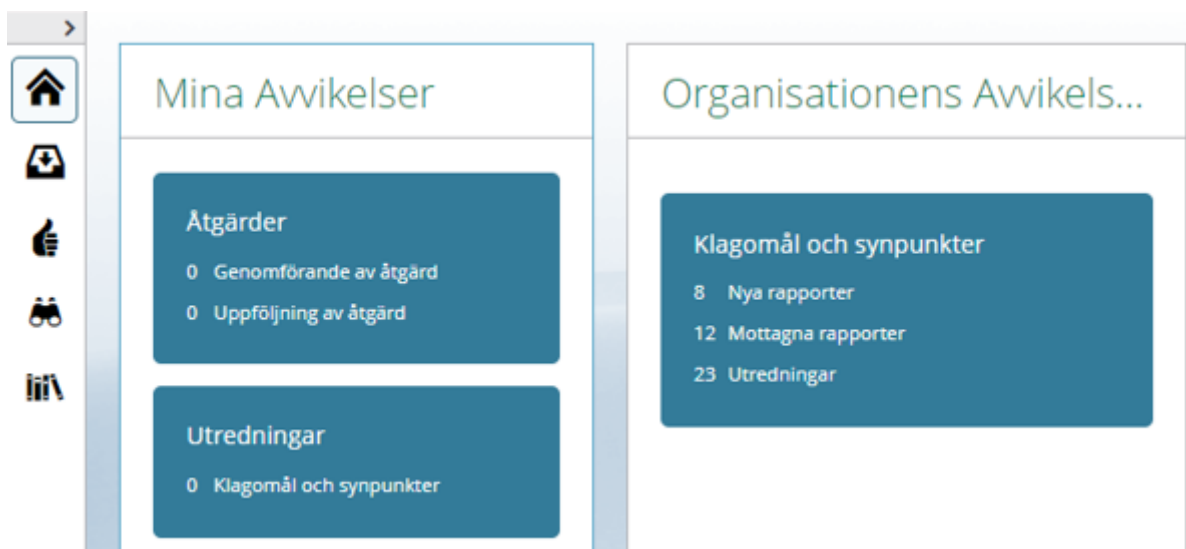 Mina Avvikelser
Åtgärder
0 Genomförande av åtgärd
0 Uppföljning av åtgärd
Utredningar
0 Klagomål och synpunkter
Organisationens Avvikels...
Klagomål och synpunkter
8 Nya rapporter
12 Mottagna rapporter
23 Utredningar